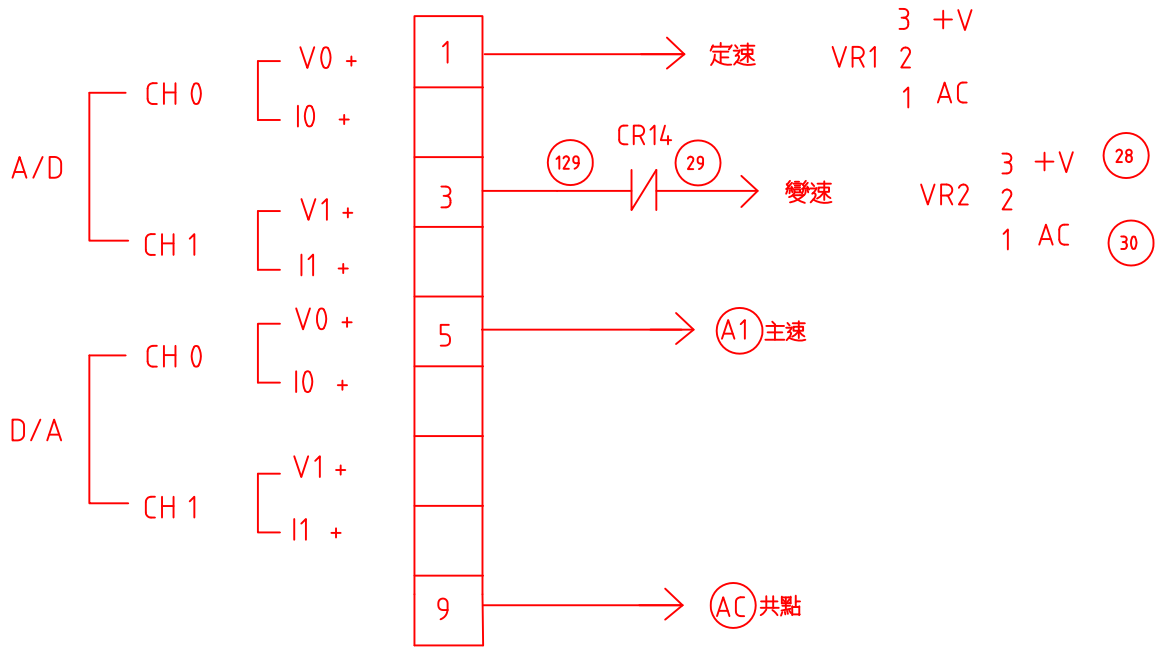 3 +V
VR1 2
1 AC
V0 +
1
定速
CH 0
I0 +
A/D
CR14
129
29
3
變速
3 +V 28
VR2 2
1 AC 30
V1 +
CH 1
I1 +
V0 +
5
A1 主速
CH 0
I0 +
D/A
V1 +
CH 1
I1 +
9
AC 共點